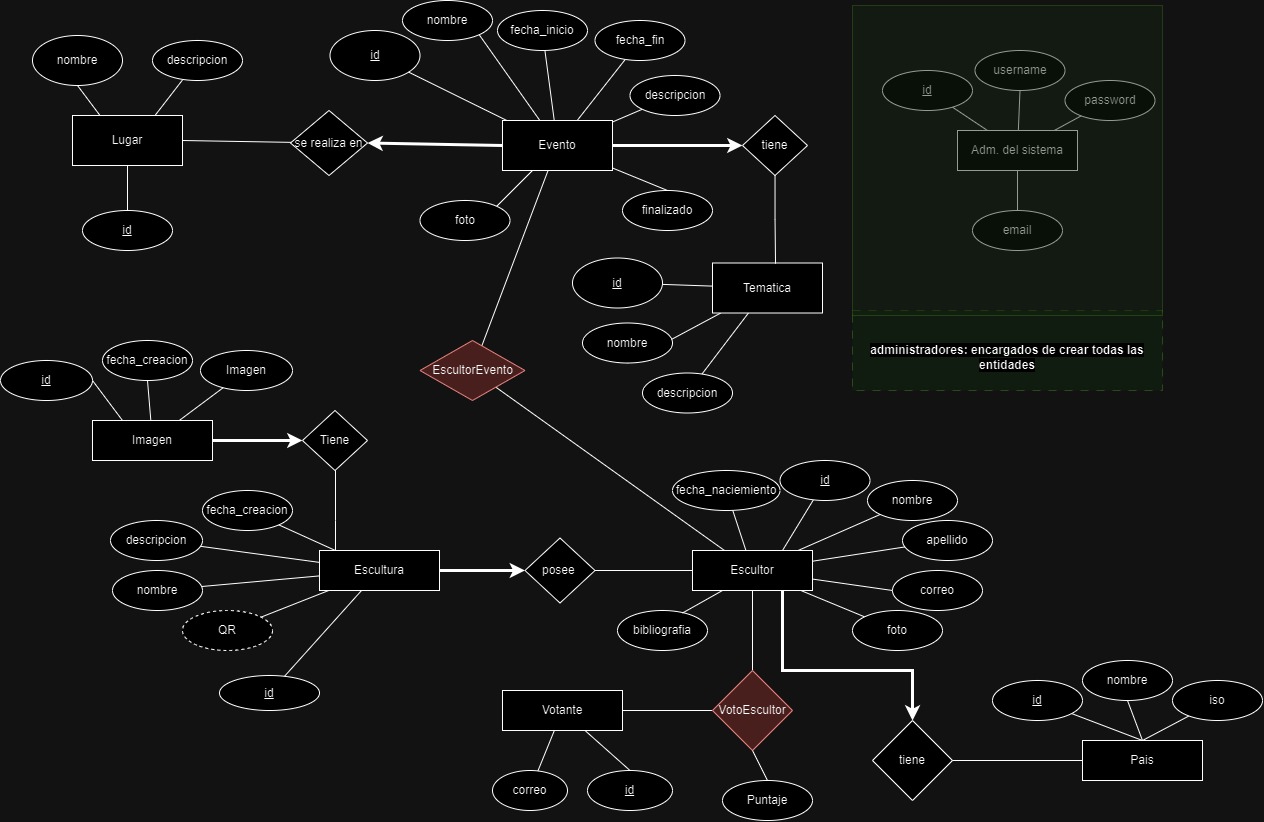 nombre
fecha_inicio
fecha_fin
id
descripcion
nombre
descripcion
Lugar
id
se realiza en
Evento
tiene
foto
finalizado
id
username
password
Adm. del sistema
email
administradores: encargados de crear todas las
entidades
id
Tematica
nombre
descripcion
EscultorEvento
id
fecha_creacion
Imagen
Imagen
Tiene
fecha_creacion
descripcion
nombre
QR
id
Escultura
posee
fecha_naciemiento
id
nombre
apellido
correo
foto
Escultor
bibliografia
Votante
correo
id
VotoEscultor
Puntaje
tiene
id
nombre
iso
Pais